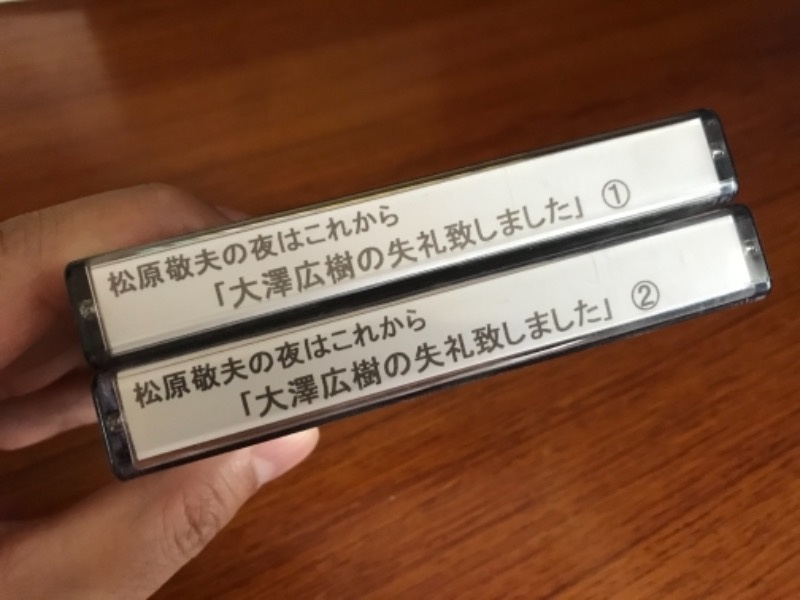 松原敬夫の夜はこれから
「大澤広樹の失礼致しました」 ①
松原敬夫の夜はこれから
「大澤広樹の失礼致しました」 ②